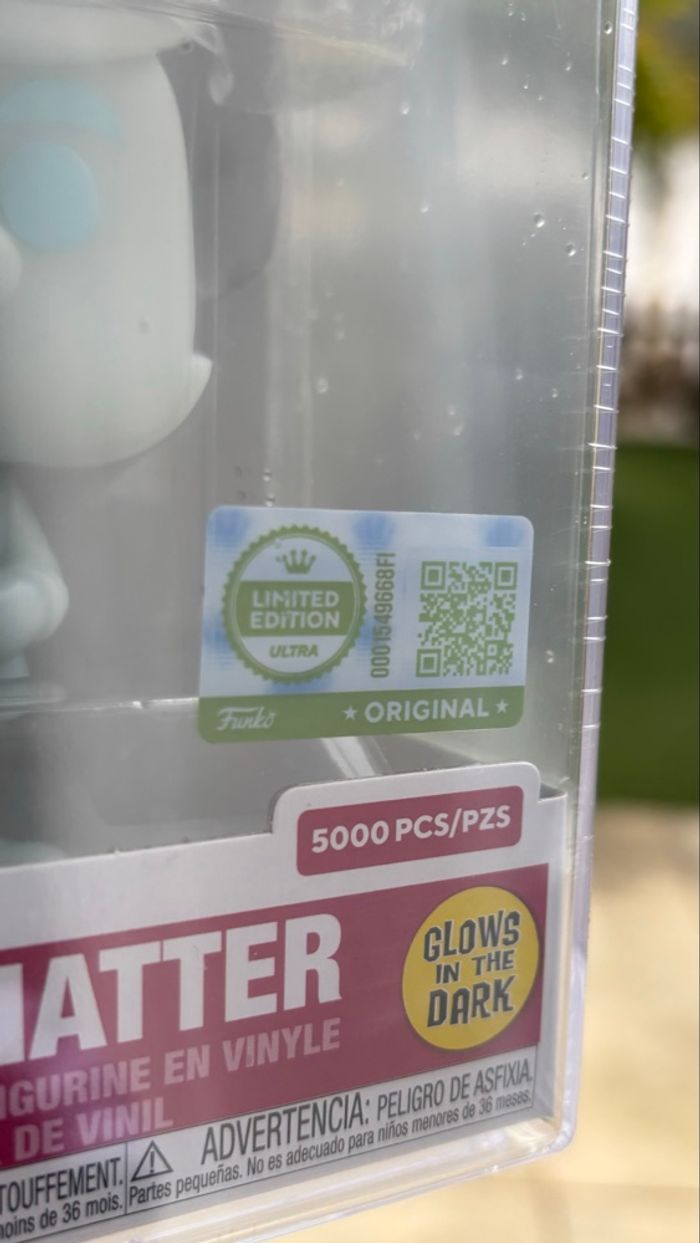 LIMITED
EDITION
ULTRA
0001549668FI
Funko
★ ORIGINAL ★
5000 PCS/PZS
ATTER
GLOWS
IN THE
DARK
IGURINE EN VINYLE
DE VINIL
TOUFFEMENT.
moins de 36 mois.
ADVERTENCIA: PELIGRO DE ASFIXIA.
Partes pequeñas. No es adecuado para niños menores de 36 meses.